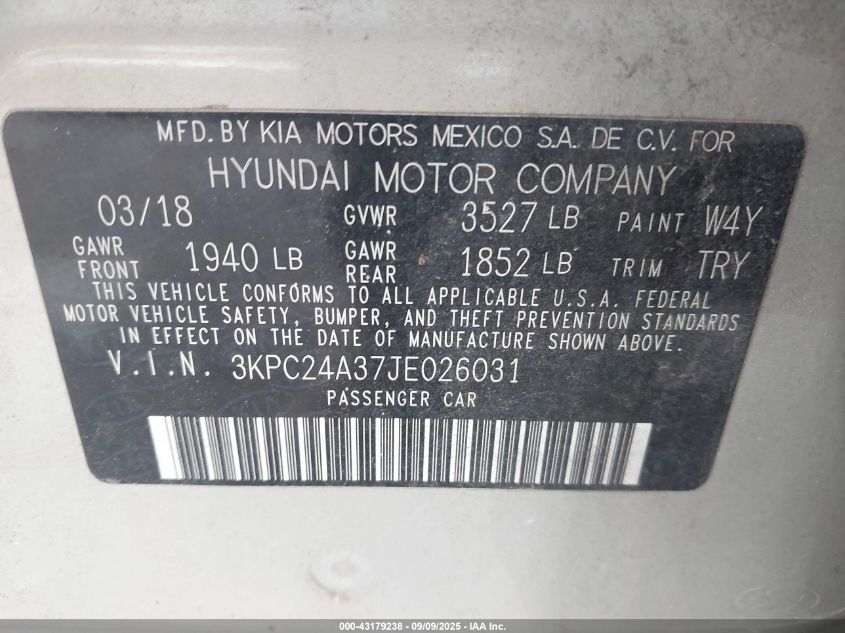 MFD. BY KIA MOTORS MEXICO S.A. DE C.V. FOR
HYUNDAI MOTOR COMPANY
03/18 GVWR 3527 LB PAINT W4Y
GAWR FRONT 1940 LB GAWR REAR 1852 LB TRIM TRY
THIS VEHICLE CONFORMS TO ALL APPLICABLE U.S.A. FEDERAL
MOTOR VEHICLE SAFETY, BUMPER, AND THEFT PREVENTION STANDARDS
IN EFFECT ON THE DATE OF MANUFACTURE SHOWN ABOVE.
V.I.N. 3KPC24A37JE026031
PASSENGER CAR
000-43179238 - 09/09/2025 - IAA Inc.